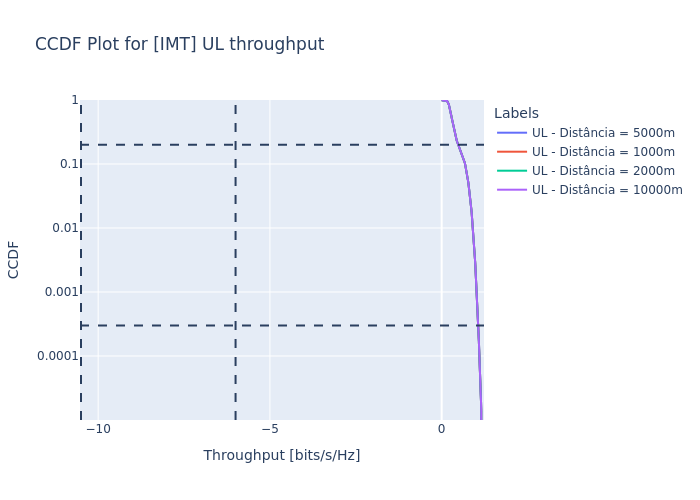 CCDF Plot for [IMT] UL throughput
Labels
UL - Distância = 5000m
UL - Distância = 1000m
UL - Distância = 2000m
UL - Distância = 10000m
CCDF
1
0.1
0.01
0.001
0.0001
−10
−5
0
Throughput [bits/s/Hz]